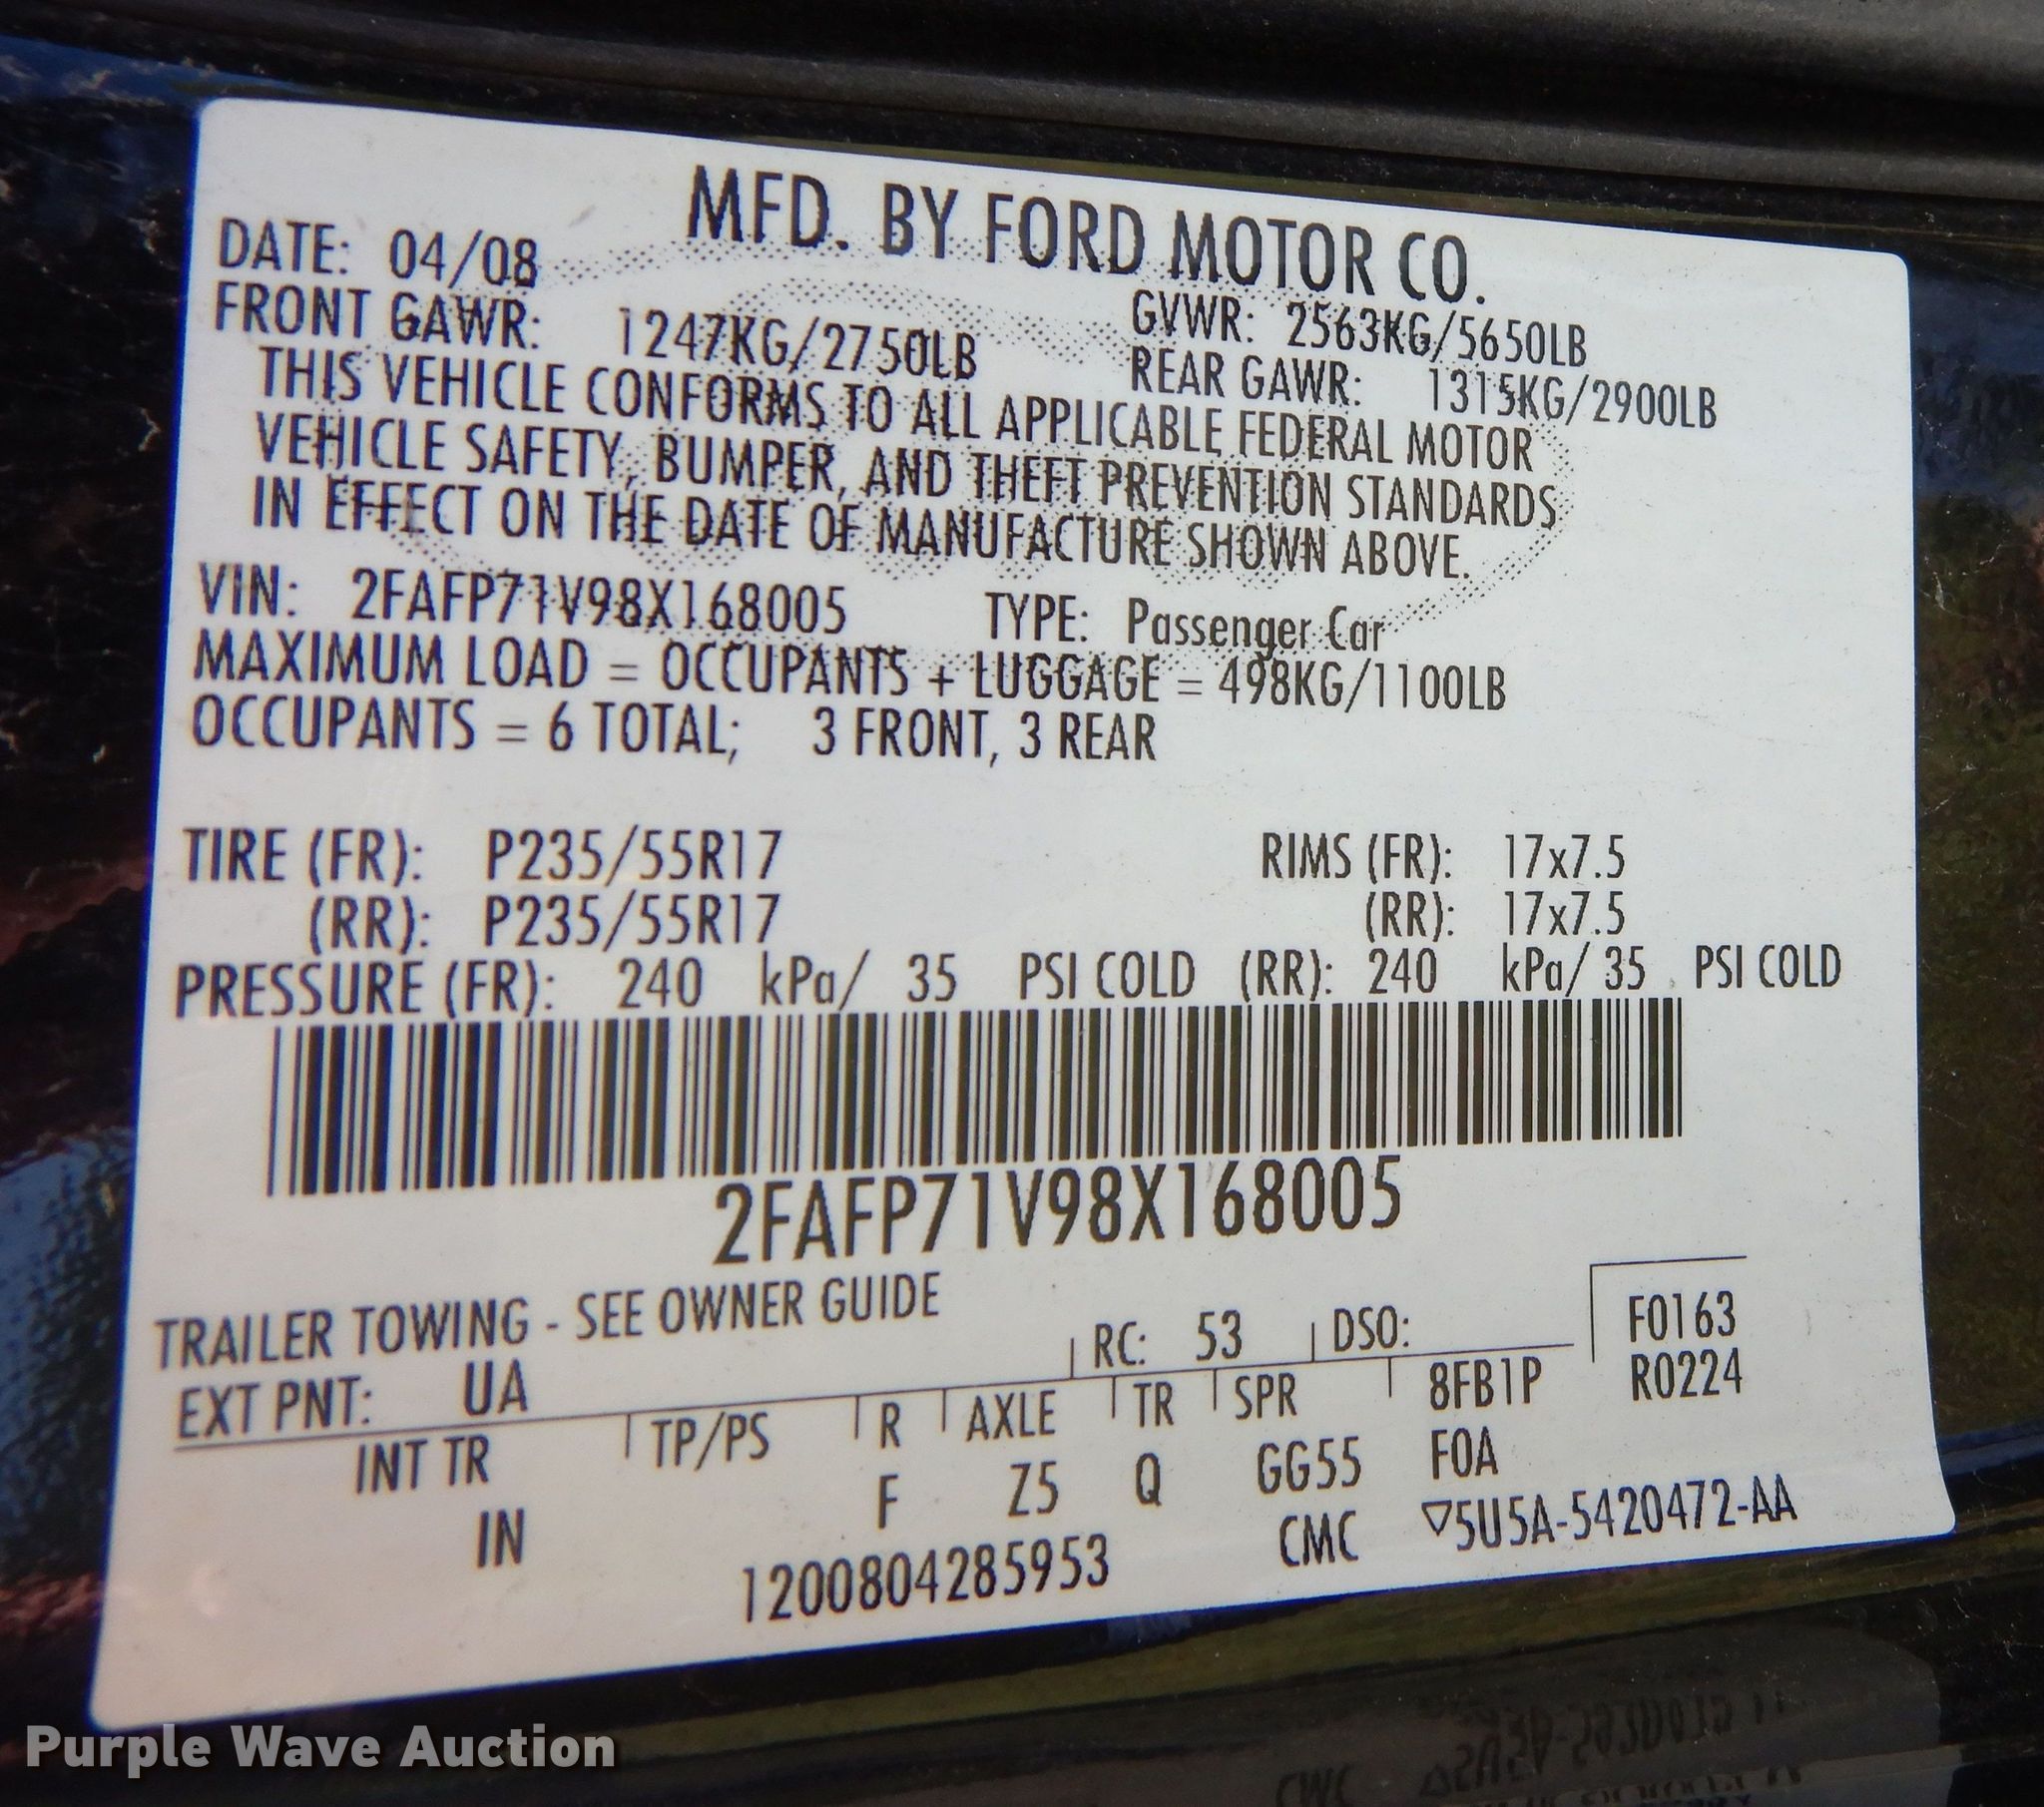 MFD. BY FORD MOTOR CO.
DATE: 04/08
GVWR: 2563KG/5650LB
FRONT GAWR: 1247KG/2750LB
REAR GAWR: 1315KG/2900LB
THIS VEHICLE CONFORMS TO ALL APPLICABLE FEDERAL MOTOR
VEHICLE SAFETY, BUMPER, AND THEFT PREVENTION STANDARDS
IN EFFECT ON THE DATE OF MANUFACTURE SHOWN ABOVE.
VIN: 2FAFP71V98X168005 TYPE: Passenger Car
MAXIMUM LOAD = OCCUPANTS + LUGGAGE = 498KG/1100LB
OCCUPANTS = 6 TOTAL; 3 FRONT, 3 REAR
TIRE (FR): P235/55R17 RIMS (FR): 17x7.5
(RR): P235/55R17 (RR): 17x7.5
PRESSURE (FR): 240 kPa/ 35 PSI COLD (RR): 240 kPa/ 35 PSI COLD
2FAFP71V98X168005
TRAILER TOWING - SEE OWNER GUIDE
F0163
EXT PNT: UA RC: 53 DSO:
R0224
INT TR TP/PS R AXLE TR SPR 8FB1P
IN F Z5 Q GG55 FOA
1200804285953 CMC ▽5U5A-5420472-AA
Purple Wave Auction